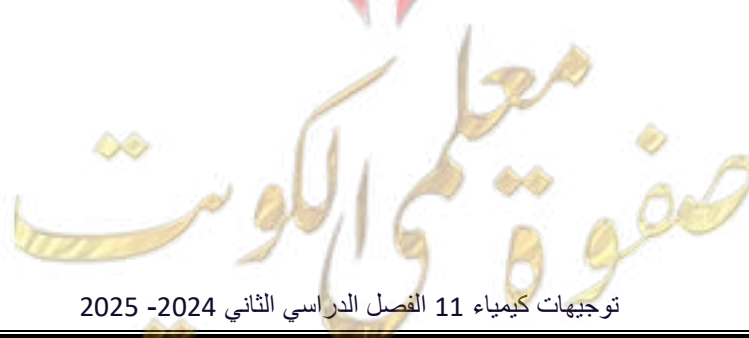 صفوة معلمي الكويت
توجيهات كيمياء 11 الفصل الدراسي الثاني 2024- 2025